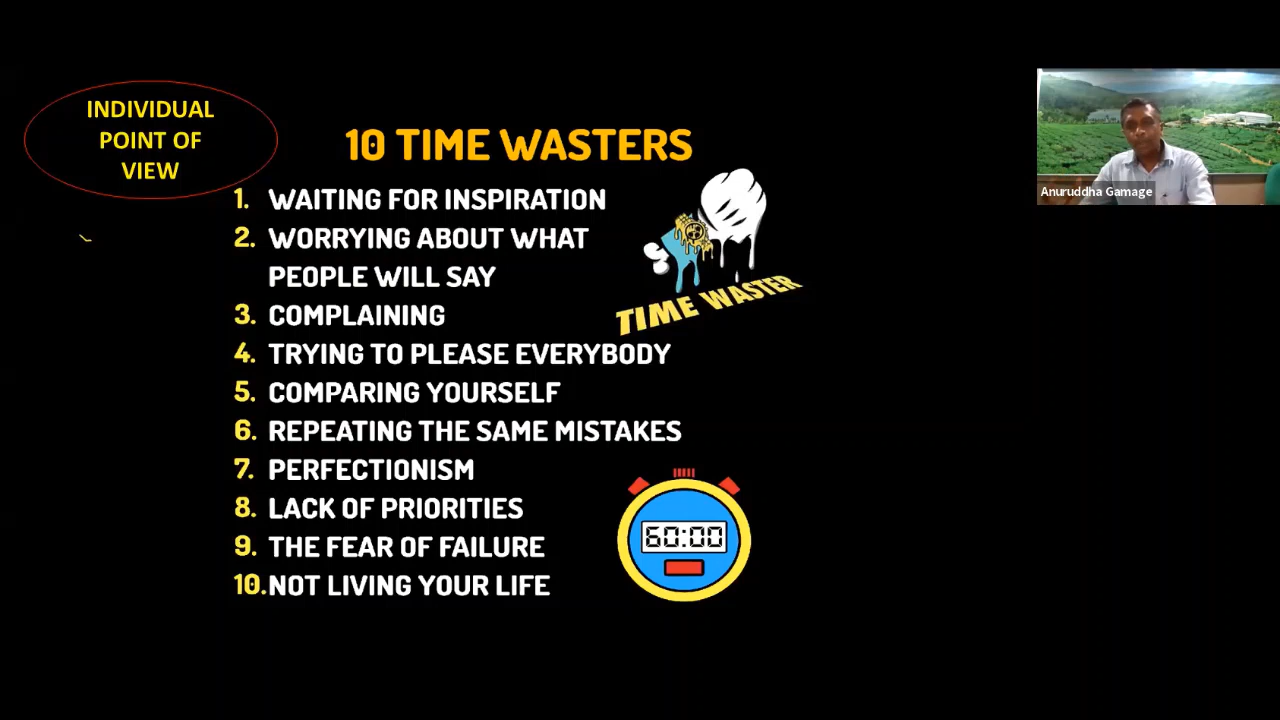 INDIVIDUAL
POINT OF
VIEW
10 TIME WASTERS
1. WAITING FOR INSPIRATION
2. WORRYING ABOUT WHAT
PEOPLE WILL SAY
3. COMPLAINING
4. TRYING TO PLEASE EVERYBODY
5. COMPARING YOURSELF
6. REPEATING THE SAME MISTAKES
7. PERFECTIONISM
8. LACK OF PRIORITIES
9. THE FEAR OF FAILURE
10. NOT LIVING YOUR LIFE
TIME WASTER
60:00
Anuruddha Gamage